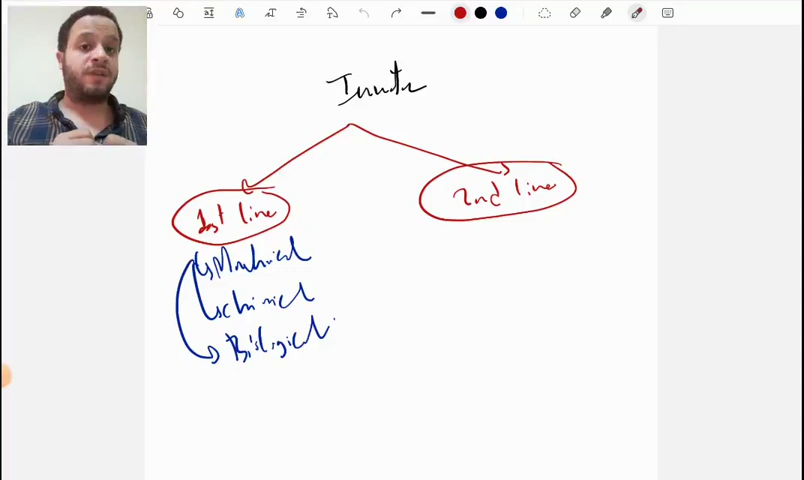 Innate
1st line
2nd line
Mechanical
chemical
Biological